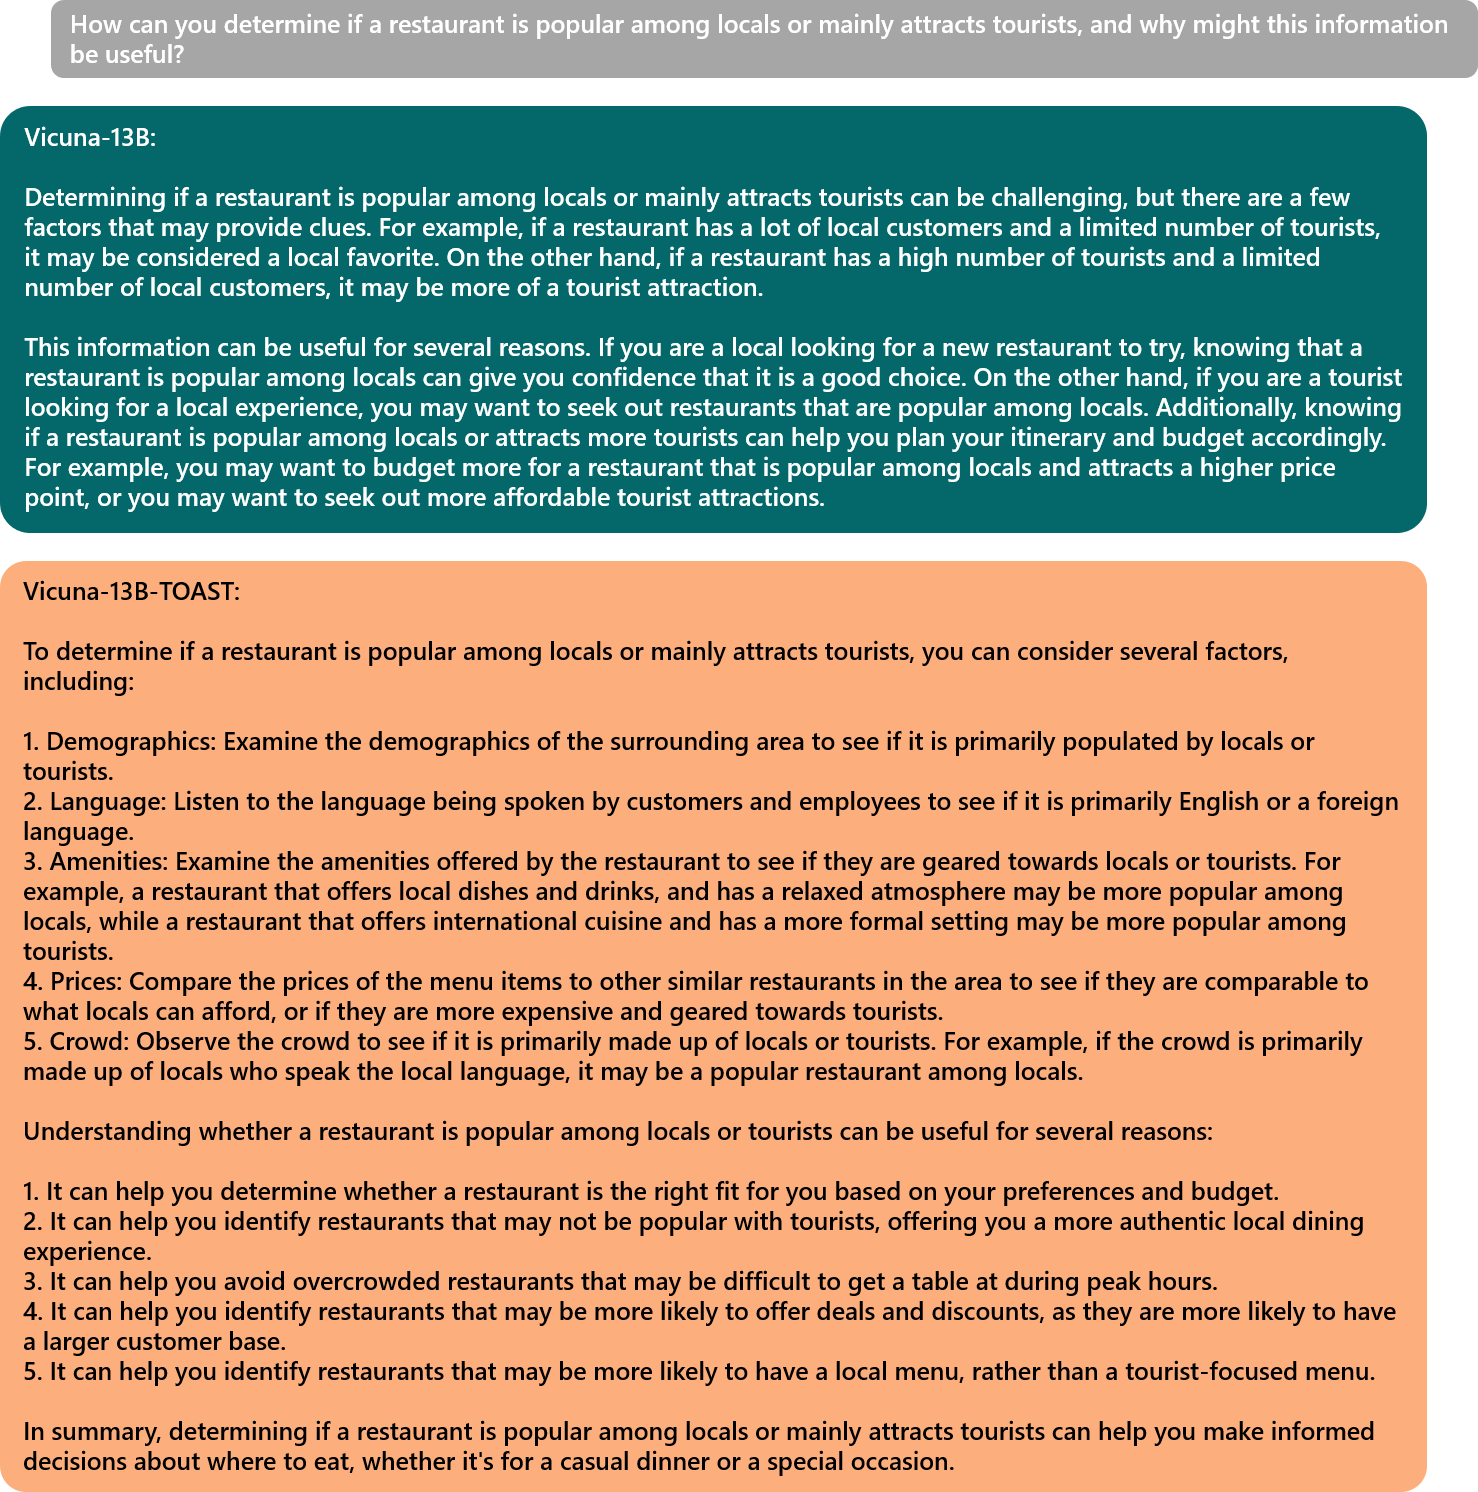 How can you determine if a restaurant is popular among locals or mainly attracts tourists, and why might this information
be useful?
Vicuna-13B:
Determining if a restaurant is popular among locals or mainly attracts tourists can be challenging, but there are a few
factors that may provide clues. For example, if a restaurant has a lot of local customers and a limited number of tourists,
it may be considered a local favorite. On the other hand, if a restaurant has a high number of tourists and a limited
number of local customers, it may be more of a tourist attraction.
This information can be useful for several reasons. If you are a local looking for a new restaurant to try, knowing that a
restaurant is popular among locals can give you confidence that it is a good choice. On the other hand, if you are a tourist
looking for a local experience, you may want to seek out restaurants that are popular among locals. Additionally, knowing
if a restaurant is popular among locals or attracts more tourists can help you plan your itinerary and budget accordingly.
For example, you may want to budget more for a restaurant that is popular among locals and attracts a higher price
point, or you may want to seek out more affordable tourist attractions.
Vicuna-13B-TOAST:
To determine if a restaurant is popular among locals or mainly attracts tourists, you can consider several factors,
including:
1. Demographics: Examine the demographics of the surrounding area to see if it is primarily populated by locals or
tourists.
2. Language: Listen to the language being spoken by customers and employees to see if it is primarily English or a foreign
language.
3. Amenities: Examine the amenities offered by the restaurant to see if they are geared towards locals or tourists. For
example, a restaurant that offers local dishes and drinks, and has a relaxed atmosphere may be more popular among
locals, while a restaurant that offers international cuisine and has a more formal setting may be more popular among
tourists.
4. Prices: Compare the prices of the menu items to other similar restaurants in the area to see if they are comparable to
what locals can afford, or if they are more expensive and geared towards tourists.
5. Crowd: Observe the crowd to see if it is primarily made up of locals or tourists. For example, if the crowd is primarily
made up of locals who speak the local language, it may be a popular restaurant among locals.
Understanding whether a restaurant is popular among locals or tourists can be useful for several reasons:
1. It can help you determine whether a restaurant is the right fit for you based on your preferences and budget.
2. It can help you identify restaurants that may not be popular with tourists, offering you a more authentic local dining
experience.
3. It can help you avoid overcrowded restaurants that may be difficult to get a table at during peak hours.
4. It can help you identify restaurants that may be more likely to offer deals and discounts, as they are more likely to have
a larger customer base.
5. It can help you identify restaurants that may be more likely to have a local menu, rather than a tourist-focused menu.
In summary, determining if a restaurant is popular among locals or mainly attracts tourists can help you make informed
decisions about where to eat, whether it's for a casual dinner or a special occasion.